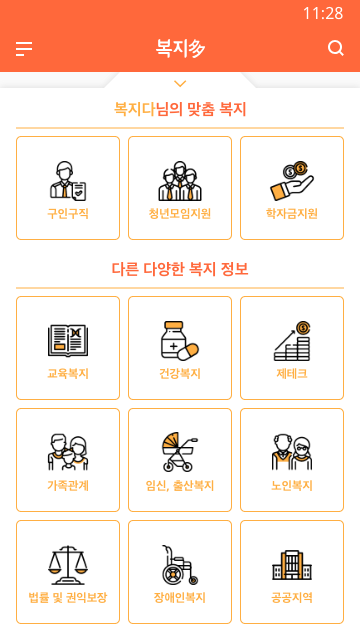 11:28
복지多
복지다님의 맞춤 복지
구인구직
청년모임지원
학자금지원
다른 다양한 복지 정보
교육복지
건강복지
제테크
가족관계
임신, 출산복지
노인복지
법률 및 권익보장
장애인복지
공공지역